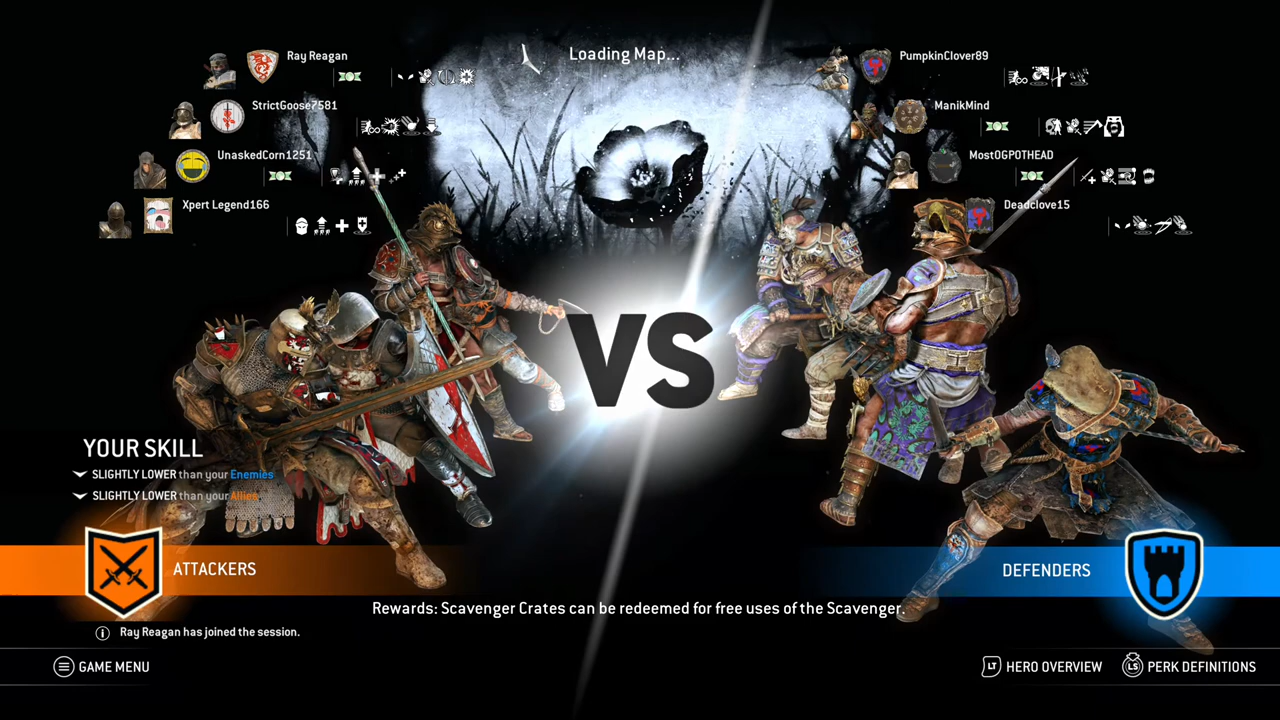 Loading Map...
Ray Reagan
StrictGoose7581
UnaskedCorn1251
Xpert Legend166
PumpkinClover89
ManikMind
MostOGPOTHEAD
Deadclove15
VS
YOUR SKILL
SLIGHTLY LOWER than your Enemies
SLIGHTLY LOWER than your Allies
ATTACKERS
DEFENDERS
Rewards: Scavenger Crates can be redeemed for free uses of the Scavenger.
Ray Reagan has joined the session.
GAME MENU
LT HERO OVERVIEW
LS PERK DEFINITIONS